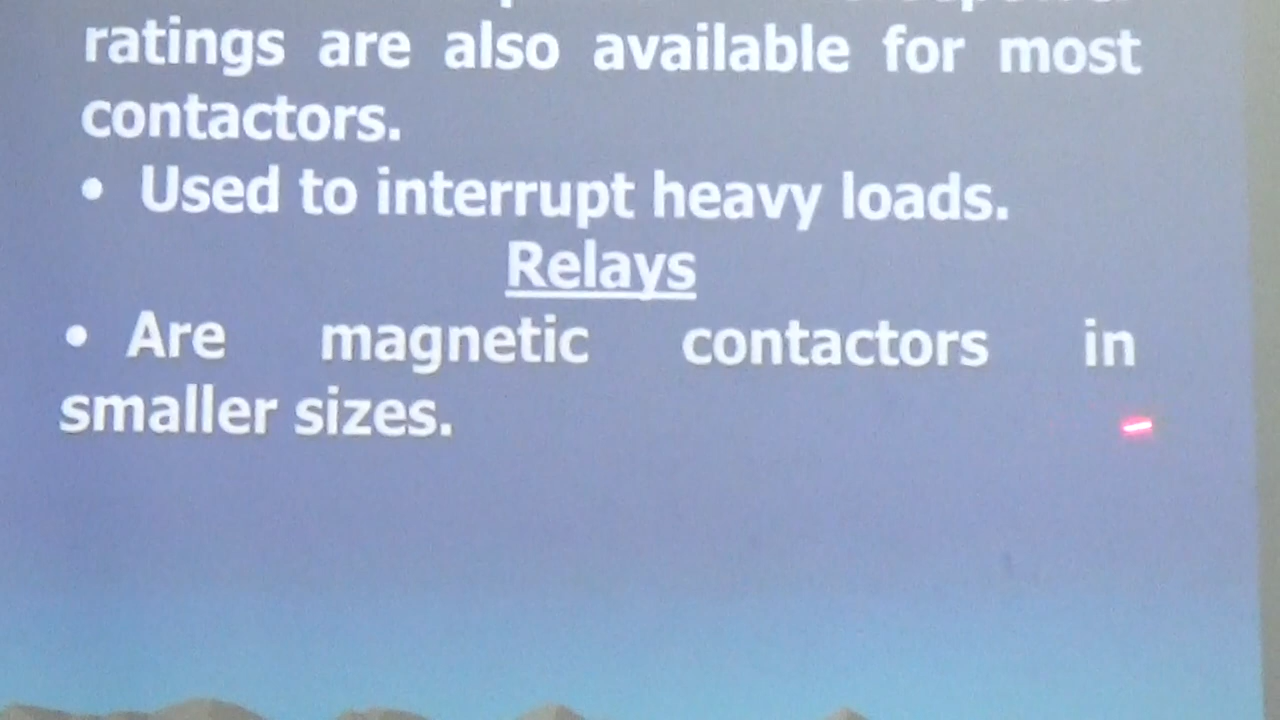 ratings are also available for most
contactors.
• Used to interrupt heavy loads.
Relays
• Are magnetic contactors in
smaller sizes.